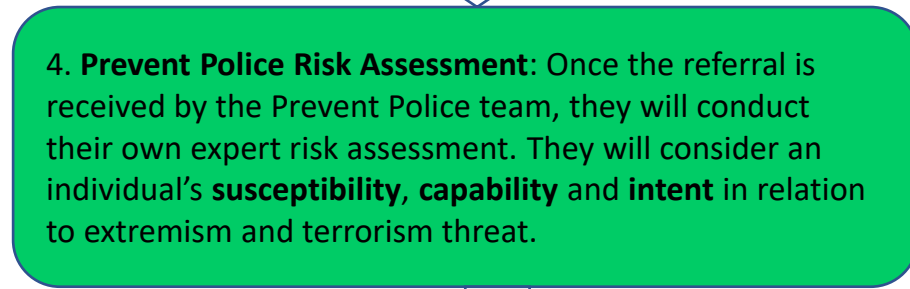 4. Prevent Police Risk Assessment: Once the referral is
received by the Prevent Police team, they will conduct
their own expert risk assessment. They will consider an
individual’s susceptibility, capability and intent in relation
to extremism and terrorism threat.